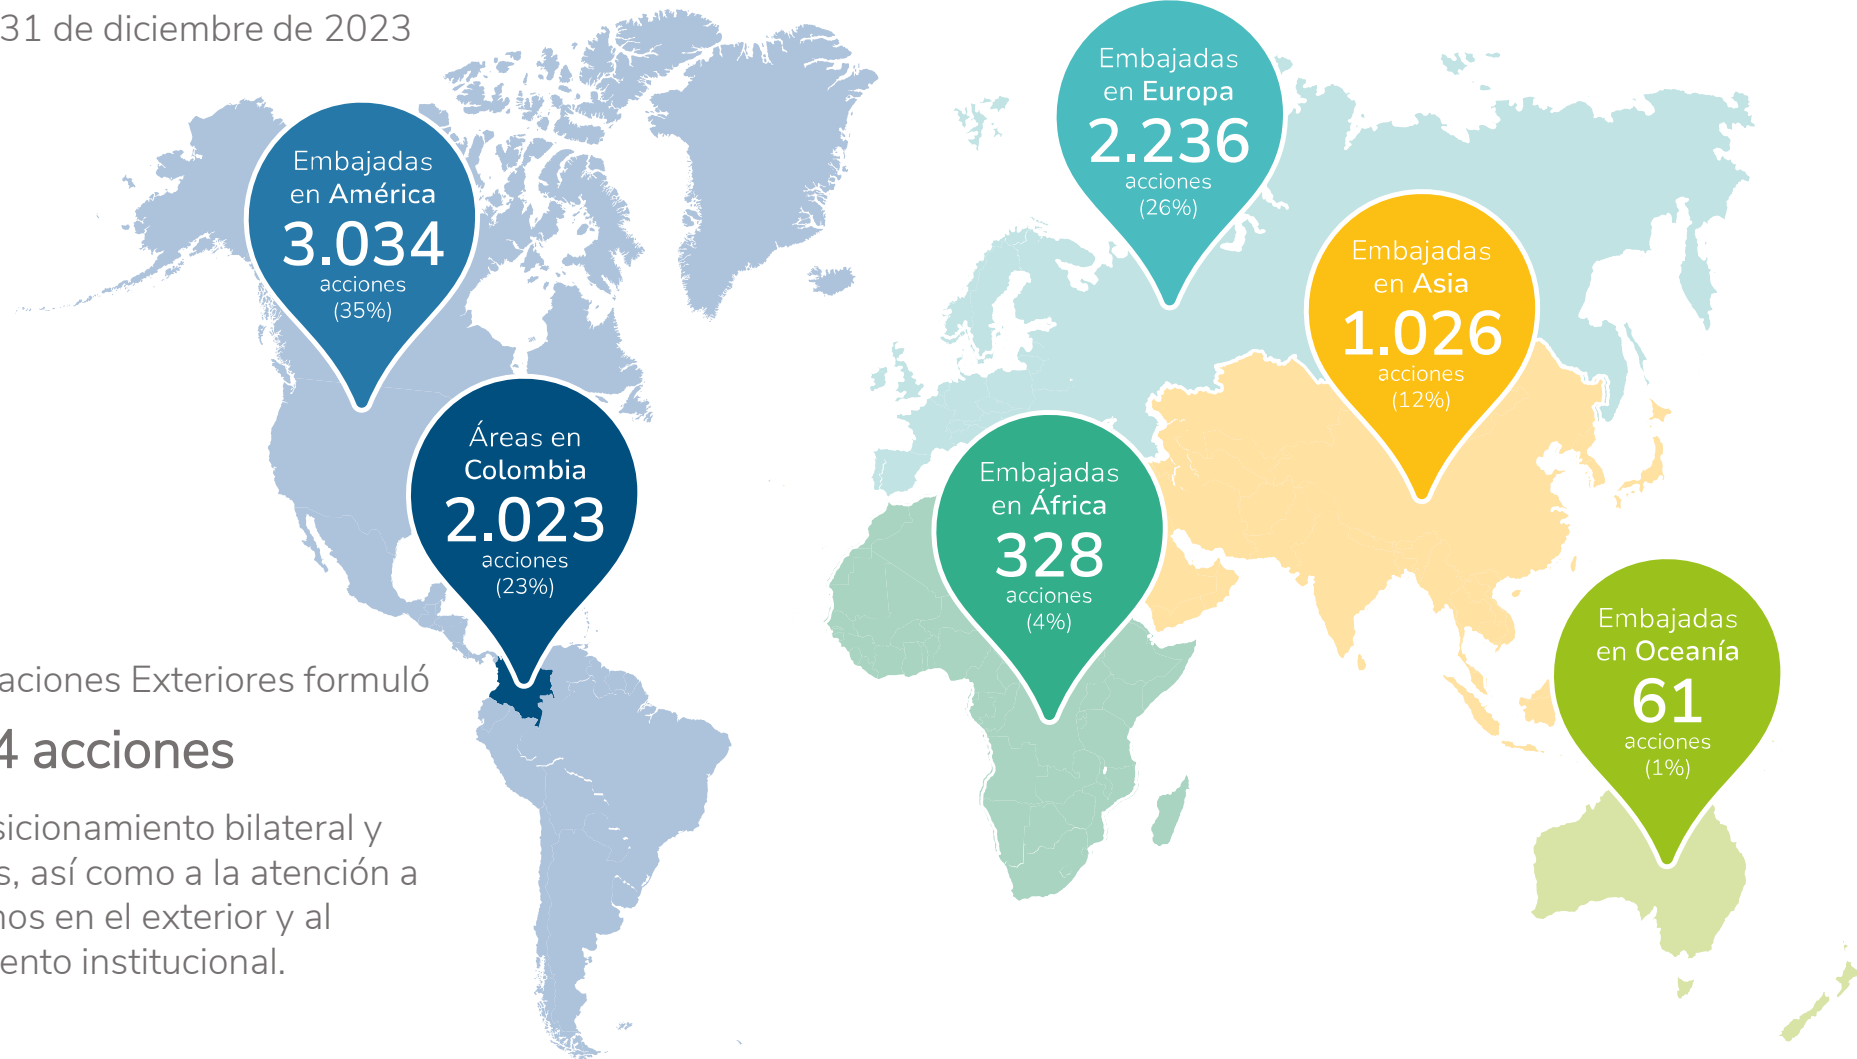 31 de diciembre de 2023
Embajadas
en Europa
2.236
acciones
(26%)
Embajadas
en América
3.034
acciones
(35%)
Embajadas
en Asia
1.026
acciones
(12%)
Áreas en
Colombia
2.023
acciones
(23%)
Embajadas
en África
328
acciones
(4%)
Embajadas
en Oceanía
61
acciones
(1%)
aciones Exteriores formuló
4 acciones
sicionamiento bilateral y
s, así como a la atención a
nos en el exterior y al
ento institucional.